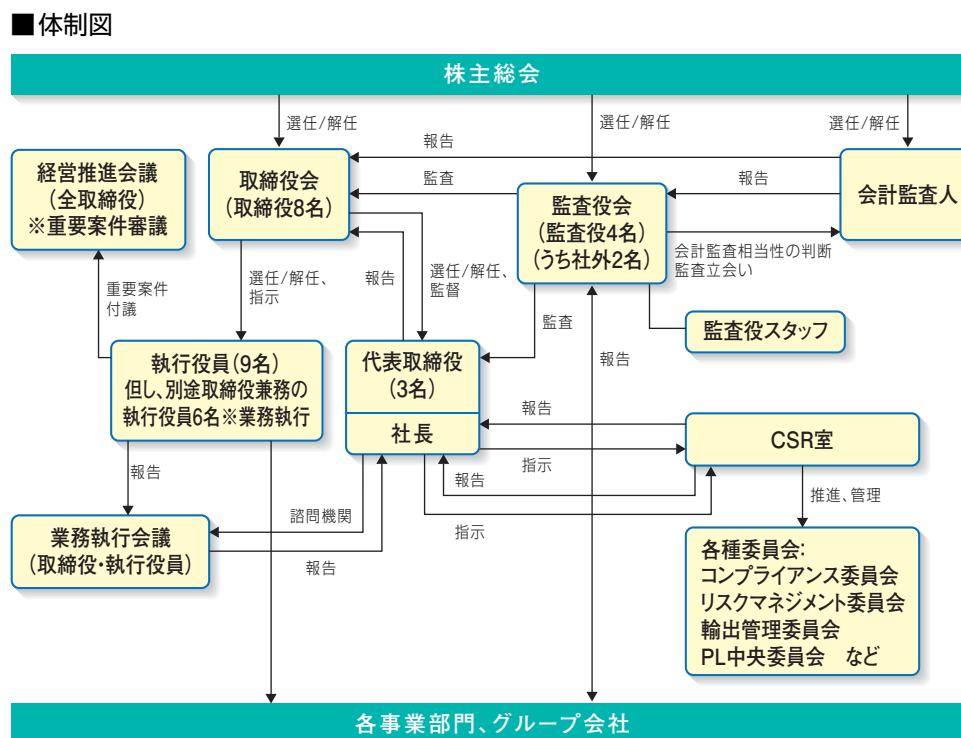 ■体制図
株主総会
選任/解任
選任/解任
選任/解任
報告
経営推進会議
(全取締役)
※重要案件審議
取締役会
(取締役8名)
監査
監査役会
(監査役4名)
(うち社外2名)
報告
会計監査人
会計監査相当性の判断
監査立会い
重要案件
付議
選任/解任、
指示
報告
選任/解任、
監督
監査
報告
監査役スタッフ
執行役員(9名)
但し、別途取締役兼務の
執行役員6名※業務執行
代表取締役
(3名)
社長
報告
指示
CSR室
報告
報告
推進、管理
諮問機関
指示
業務執行会議
(取締役・執行役員)
報告
各種委員会:
コンプライアンス委員会
リスクマネジメント委員会
輸出管理委員会
PL中央委員会　など
各事業部門、グループ会社